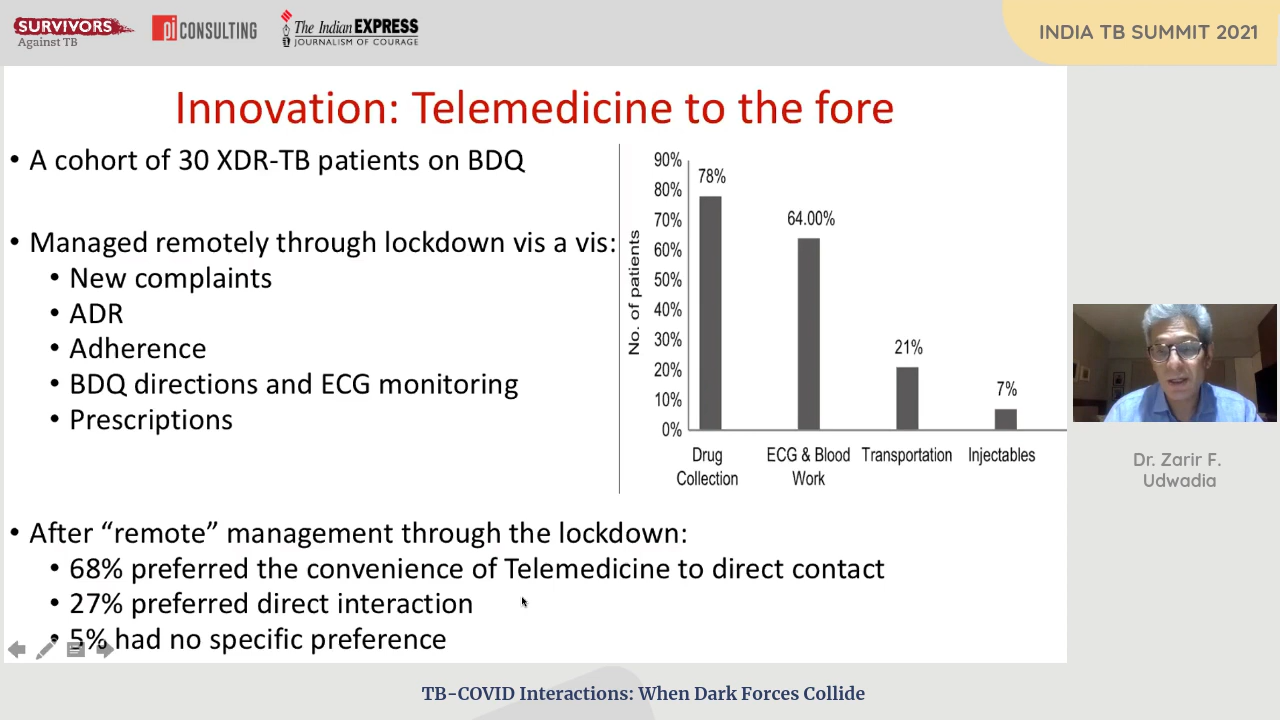 SURVIVORS
Against TB
pi CONSULTING
The Indian EXPRESS
JOURNALISM OF COURAGE
INDIA TB SUMMIT 2021
Innovation: Telemedicine to the fore
• A cohort of 30 XDR-TB patients on BDQ
• Managed remotely through lockdown vis a vis:
• New complaints
• ADR
• Adherence
• BDQ directions and ECG monitoring
• Prescriptions
No. of patients
90%
80%
70%
60%
50%
40%
30%
20%
10%
0%
78%
64.00%
21%
7%
Drug
Collection
ECG & Blood
Work
Transportation
Injectables
• After “remote” management through the lockdown:
• 68% preferred the convenience of Telemedicine to direct contact
• 27% preferred direct interaction
• 5% had no specific preference
Dr. Zarir F.
Udwadia
TB-COVID Interactions: When Dark Forces Collide